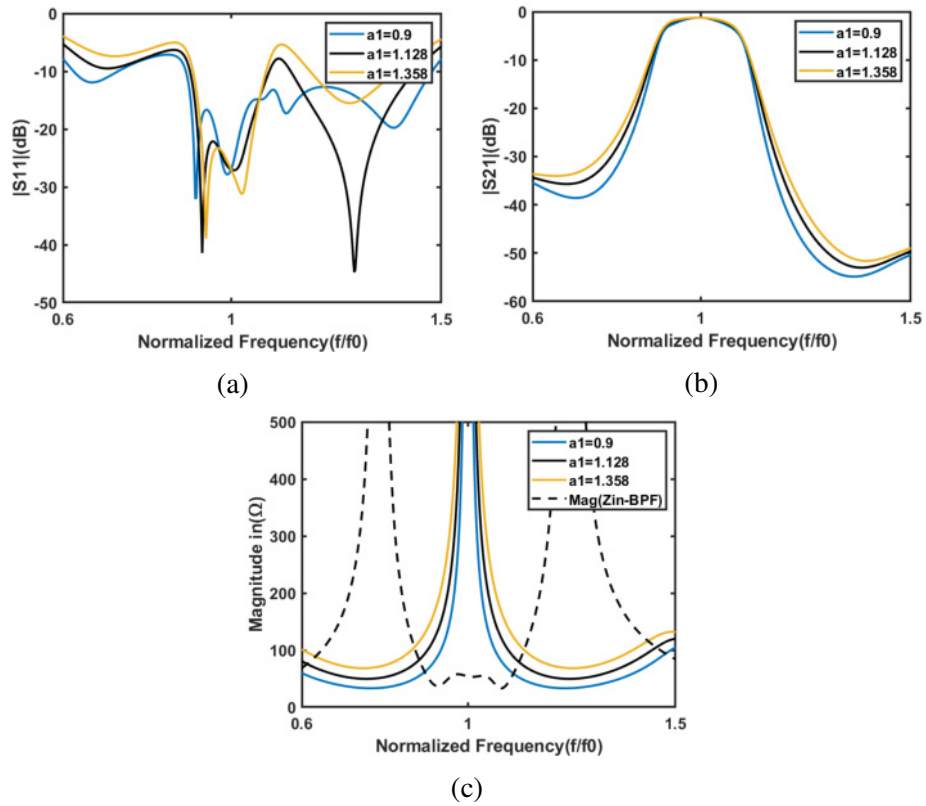 |S11|(dB)
0
-10
-20
-30
-40
-50
a1=0.9
a1=1.128
a1=1.358
0.6
1
1.5
Normalized Frequency(f/f0)
(a)
|S21|(dB)
0
-10
-20
-30
-40
-50
-60
a1=0.9
a1=1.128
a1=1.358
0.6
1
1.5
Normalized Frequency(f/f0)
(b)
Magnitude in(Ω)
500
400
300
200
100
0
a1=0.9
a1=1.128
a1=1.358
Mag(Zin-BPF)
0.6
1
1.5
Normalized Frequency(f/f0)
(c)